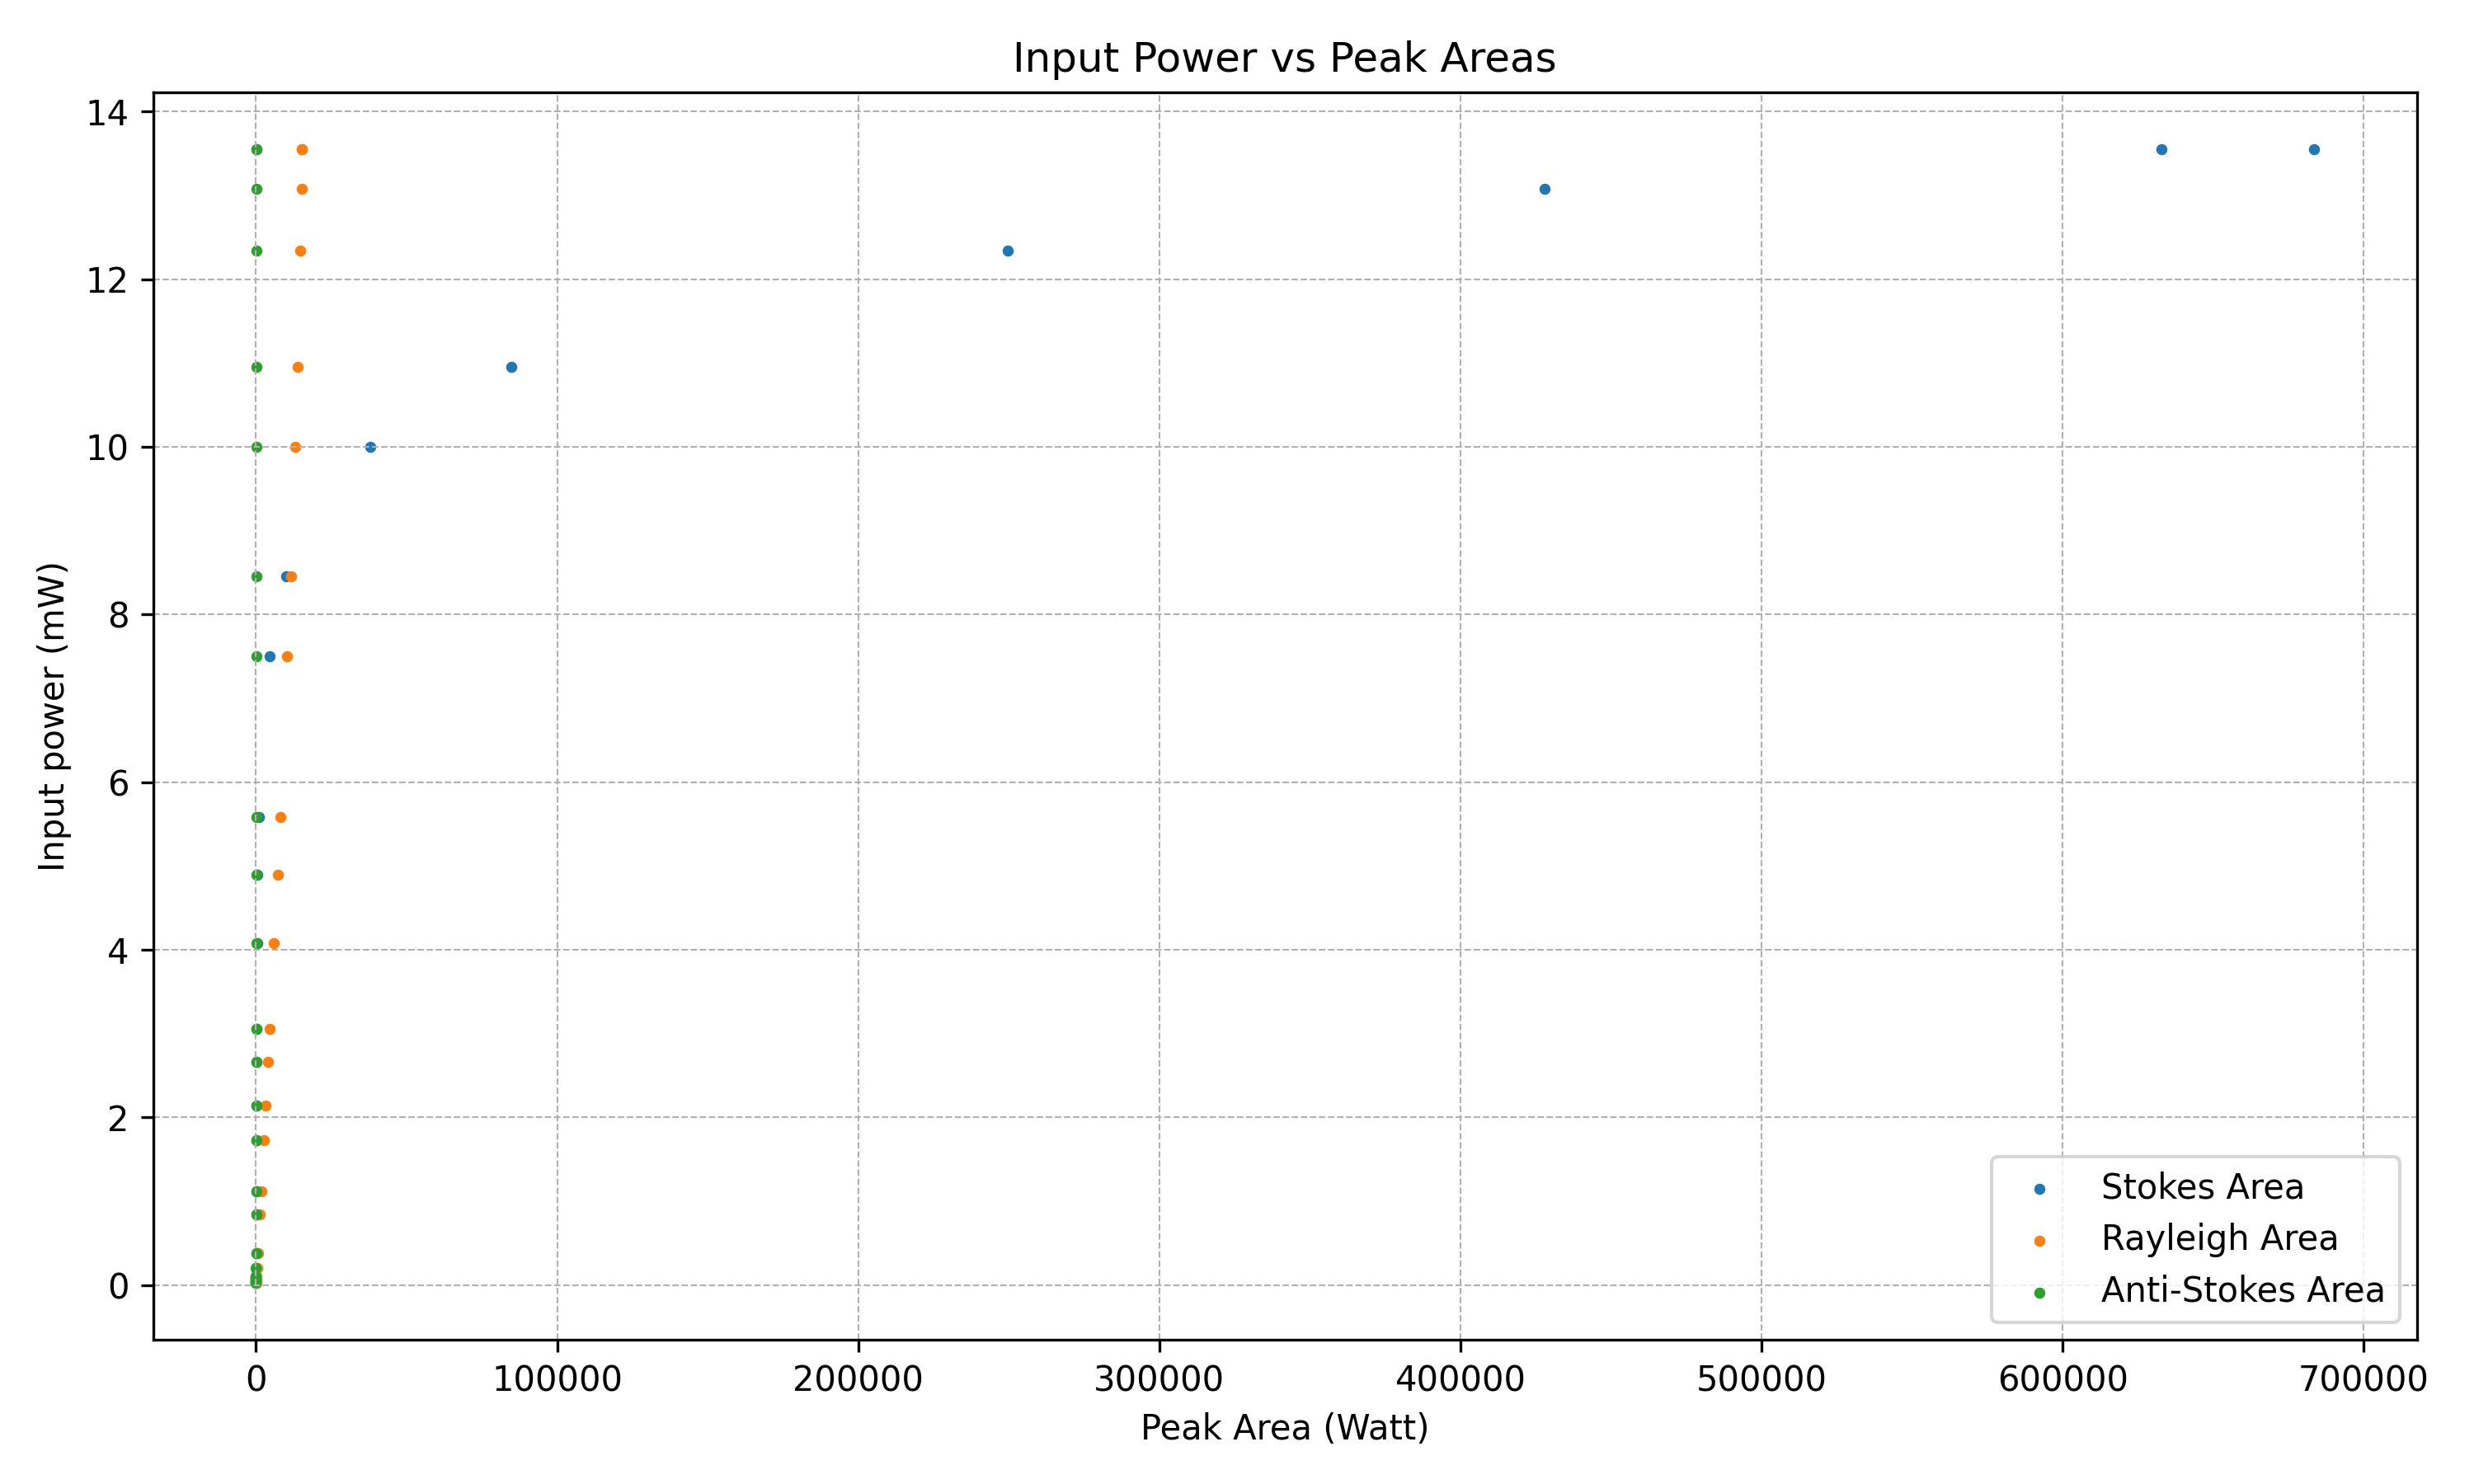 Input Power vs Peak Areas
14
12
10
8
6
4
2
0
Input power (mW)
0 100000 200000 300000 400000 500000 600000 700000
Peak Area (Watt)
Stokes Area
Rayleigh Area
Anti-Stokes Area